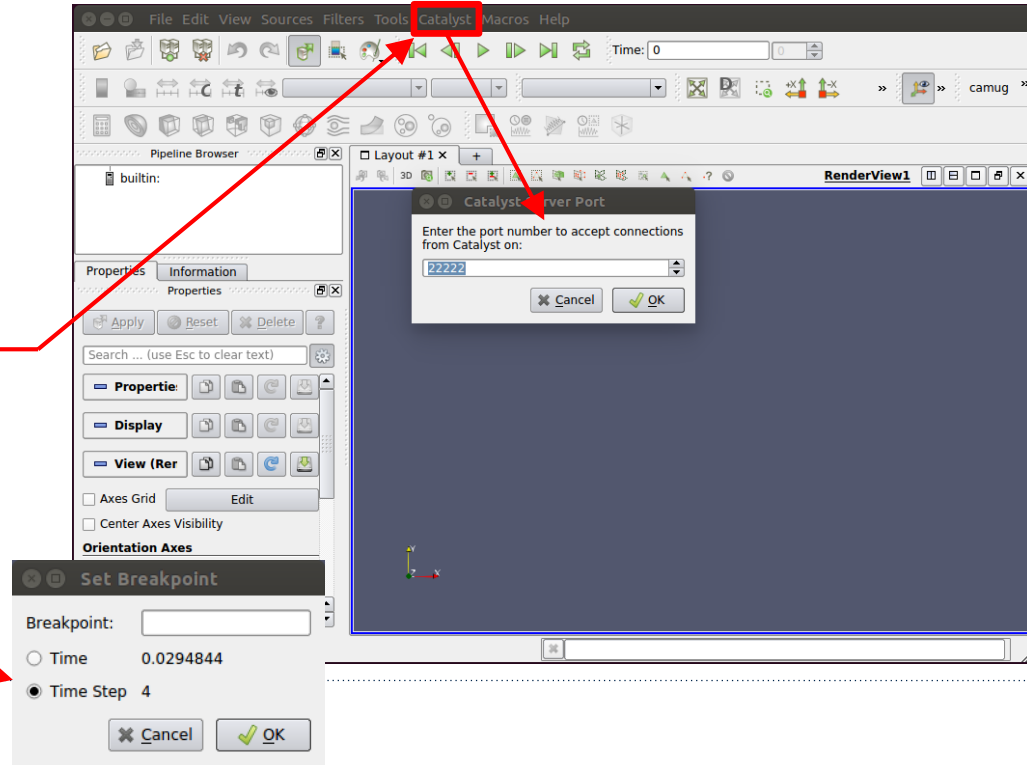 File Edit View Sources Filters Tools Catalyst Macros Help
Time: 0 0
» » camug »
Pipeline Browser
Layout #1 × +
3D
RenderView1
builtin:
Catalyst Server Port
Enter the port number to accept connections
from Catalyst on:
22222
Cancel OK
Properties Information
Properties
Apply Reset Delete ?
Search ... (use Esc to clear text)
Propertie
Display
View (Ren
Axes Grid Edit
Center Axes Visibility
Orientation Axes
Y
Z X
Set Breakpoint
Breakpoint:
Time 0.0294844
Time Step 4
Cancel OK